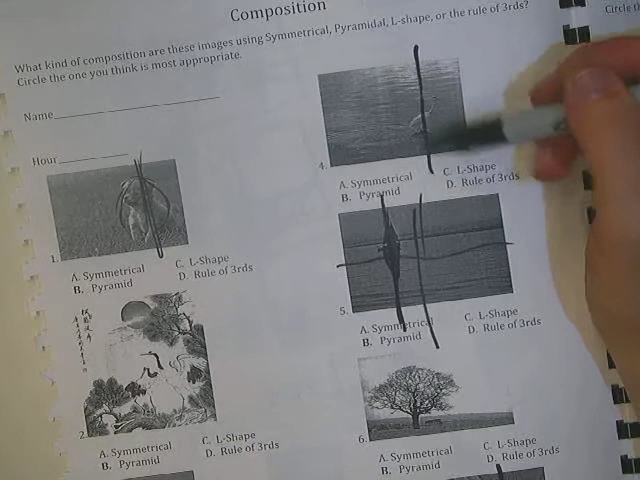 Composition
What kind of composition are these images using Symmetrical, Pyramidal, L-shape, or the rule of 3rds?
Circle the one you think is most appropriate.
Name
Hour
1.
A. Symmetrical
B. Pyramid
C. L-Shape
D. Rule of 3rds
2.
A. Symmetrical
B. Pyramid
C. L-Shape
D. Rule of 3rds
4.
A. Symmetrical
B. Pyramid
C. L-Shape
D. Rule of 3rds
5.
A. Symmetrical
B. Pyramid
C. L-Shape
D. Rule of 3rds
6.
A. Symmetrical
B. Pyramid
C. L-Shape
D. Rule of 3rds
Circle th